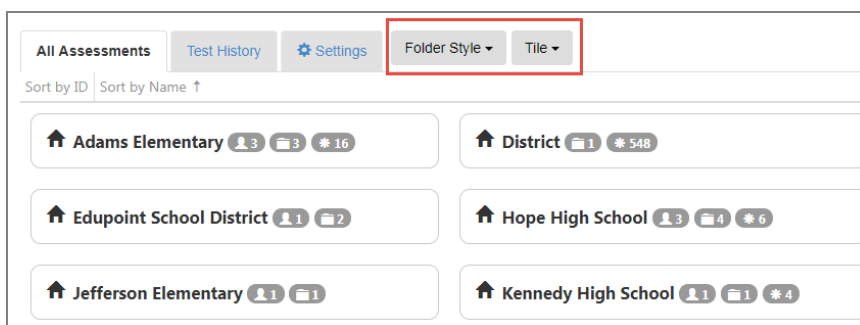 All Assessments Test History Settings Folder Style Tile
Sort by ID Sort by Name ↑
Adams Elementary 3 3 16
District 1 548
Edupoint School District 1 2
Hope High School 3 4 6
Jefferson Elementary 1 1
Kennedy High School 1 1 4